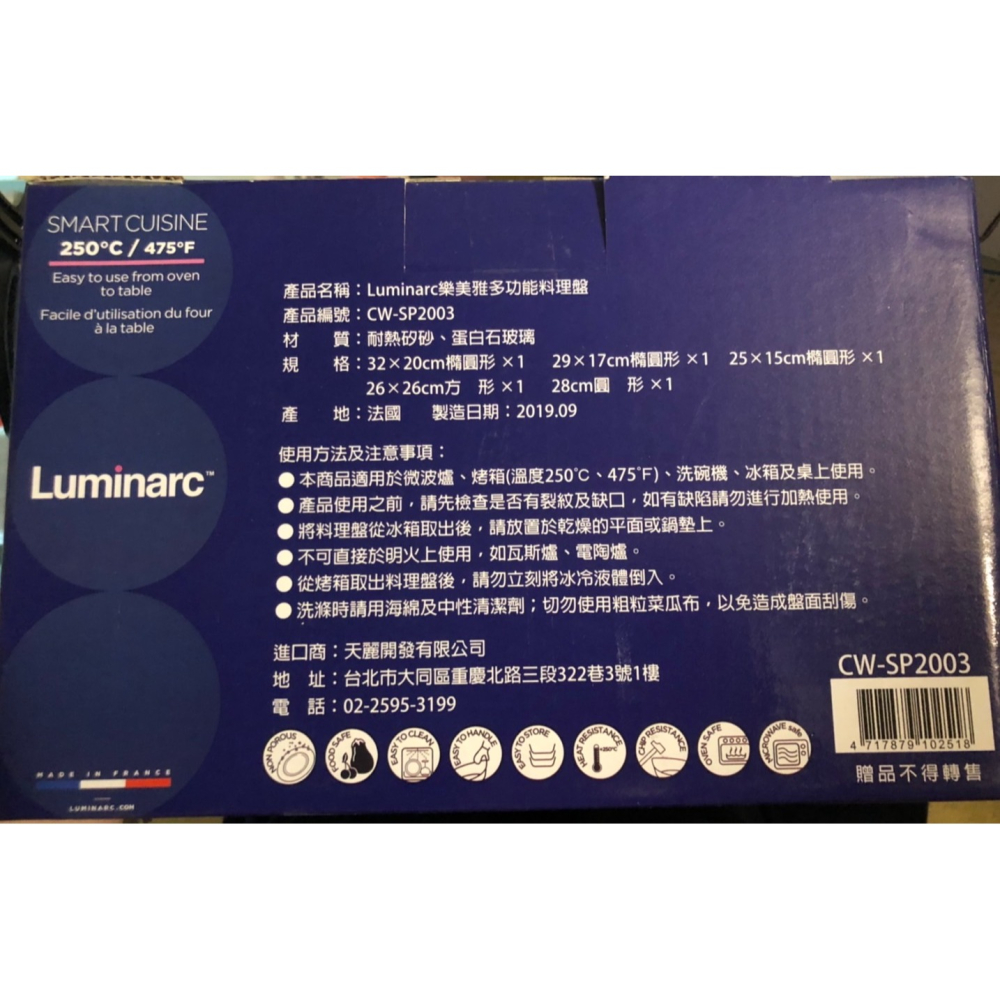 SMART CUISINE
250°C / 475°F
Easy to use from oven
to table
Facile d'utilisation du four
à la table
Luminarc™
MADE IN FRANCE
LUMINARC.COM
產品名稱：Luminarc樂美雅多功能料理盤
產品編號：CW-SP2003
材　　質：耐熱矽砂、蛋白石玻璃
規　　格：32×20cm橢圓形 ×1　29×17cm橢圓形 ×1　25×15cm橢圓形 ×1
26×26cm方　形 ×1　28cm圓　形 ×1
產　　地：法國　製造日期：2019.09
使用方法及注意事項：
●本商品適用於微波爐、烤箱(溫度250℃、475℉)、洗碗機、冰箱及桌上使用。
●產品使用之前，請先檢查是否有裂紋及缺口，如有缺陷請勿進行加熱使用。
●將料理盤從冰箱取出後，請放置於乾燥的平面或鍋墊上。
●不可直接於明火上使用，如瓦斯爐、電陶爐。
●從烤箱取出料理盤後，請勿立刻將冰冷液體倒入。
●洗滌時請用海綿及中性清潔劑；切勿使用粗粒菜瓜布，以免造成盤面刮傷。
進口商：天麗開發有限公司
地　址：台北市大同區重慶北路三段322巷3號1樓
電　話：02-2595-3199
NON POROUS
FOOD SAFE
EASY TO CLEAN
EASY TO HANDLE
EASY TO STORE
HEAT RESISTANCE
>250°C
CHIP RESISTANCE
OVEN SAFE
MICROWAVE safe
CW-SP2003
4 717879 102518
贈品不得轉售